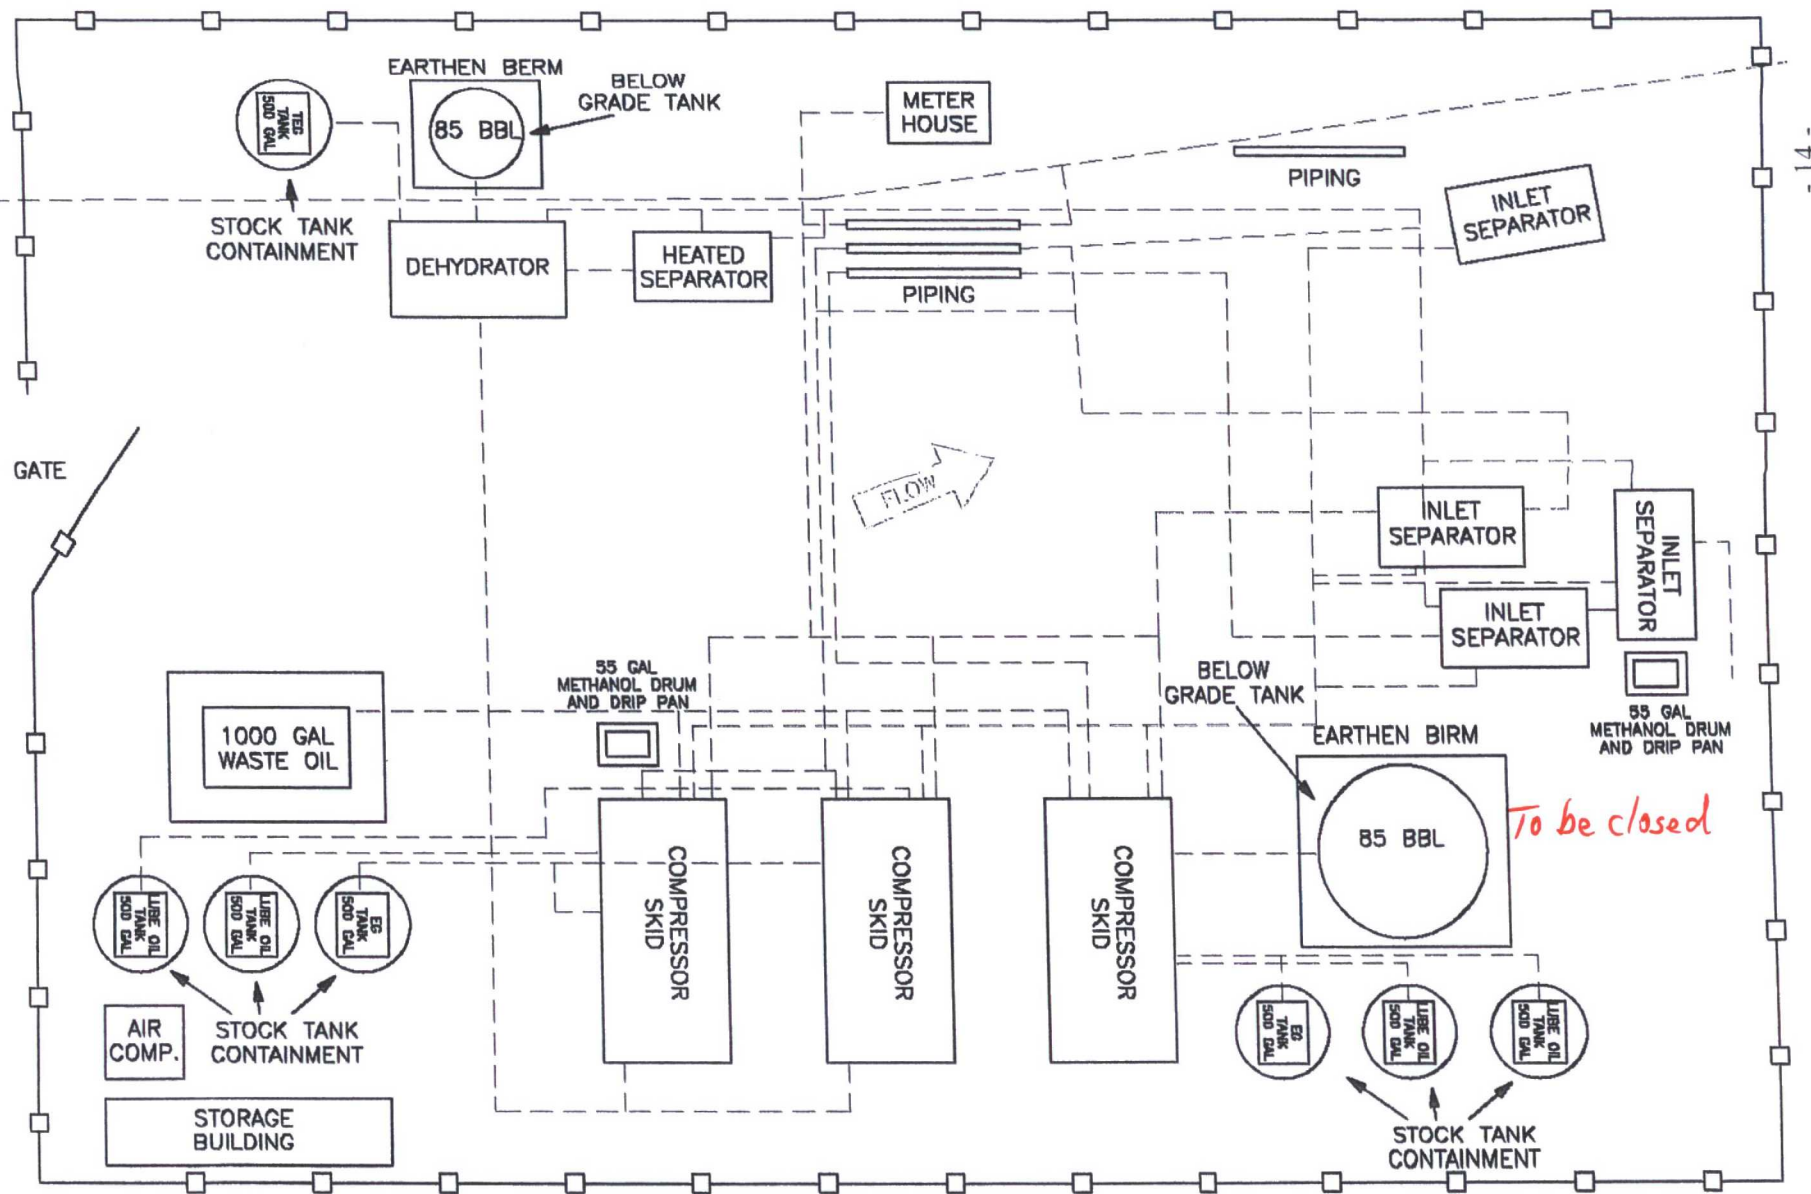 EARTHEN BERM
BELOW
GRADE TANK
TEG
TANK
500 GAL
85 BBL
METER
HOUSE
- 14 -
PIPING
INLET
SEPARATOR
STOCK TANK
CONTAINMENT
DEHYDRATOR
HEATED
SEPARATOR
PIPING
GATE
FLOW
INLET
SEPARATOR
INLET
SEPARATOR
INLET
SEPARATOR
55 GAL
METHANOL DRUM
AND DRIP PAN
BELOW
GRADE TANK
55 GAL
METHANOL DRUM
AND DRIP PAN
1000 GAL
WASTE OIL
EARTHEN BIRM
To be closed
85 BBL
COMPRESSOR
SKID
COMPRESSOR
SKID
COMPRESSOR
SKID
LUBE OIL
TANK
500 GAL
LUBE OIL
TANK
500 GAL
EG
TANK
500 GAL
AIR
COMP.
STOCK TANK
CONTAINMENT
EG
TANK
500 GAL
LUBE OIL
TANK
500 GAL
LUBE OIL
TANK
500 GAL
STORAGE
BUILDING
STOCK TANK
CONTAINMENT